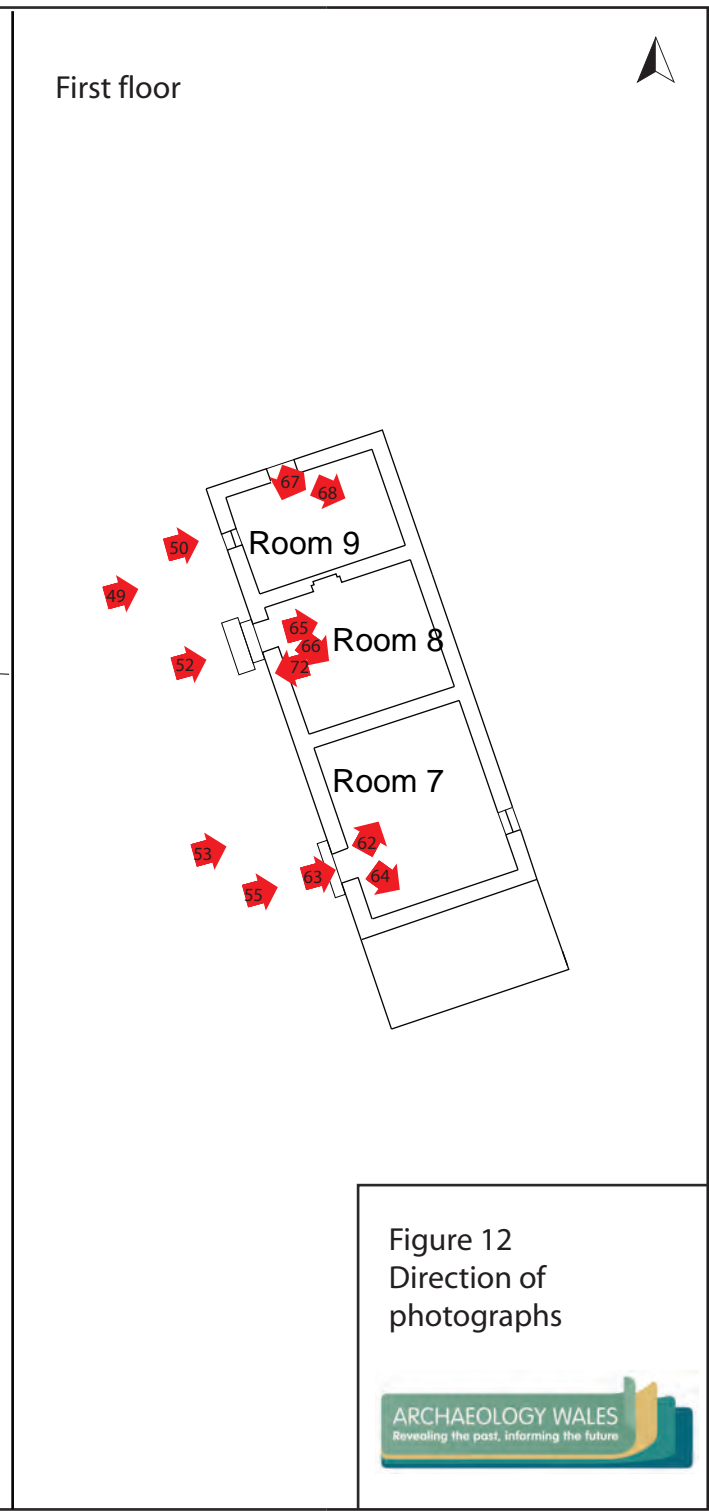 First floor
67
68
50
Room 9
49
65
66
Room 8
52
72
Room 7
62
53
63
64
55
Figure 12
Direction of
photographs
ARCHAEOLOGY WALES
Revealing the past, informing the future